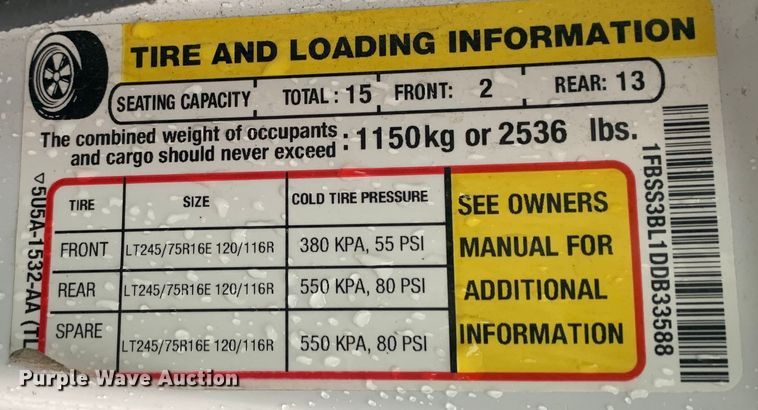 TIRE AND LOADING INFORMATION
SEATING CAPACITY TOTAL: 15 FRONT: 2 REAR: 13
The combined weight of occupants
and cargo should never exceed : 1150kg or 2536 lbs.
TIRE SIZE COLD TIRE PRESSURE
FRONT LT245/75R16E 120/116R 380 KPA, 55 PSI
REAR LT245/75R16E 120/116R 550 KPA, 80 PSI
SPARE LT245/75R16E 120/116R 550 KPA, 80 PSI
SEE OWNERS
MANUAL FOR
ADDITIONAL
INFORMATION
5U5A-1532-AA (TL
1FBSS3BL1DDB33588
Purple Wave Auction